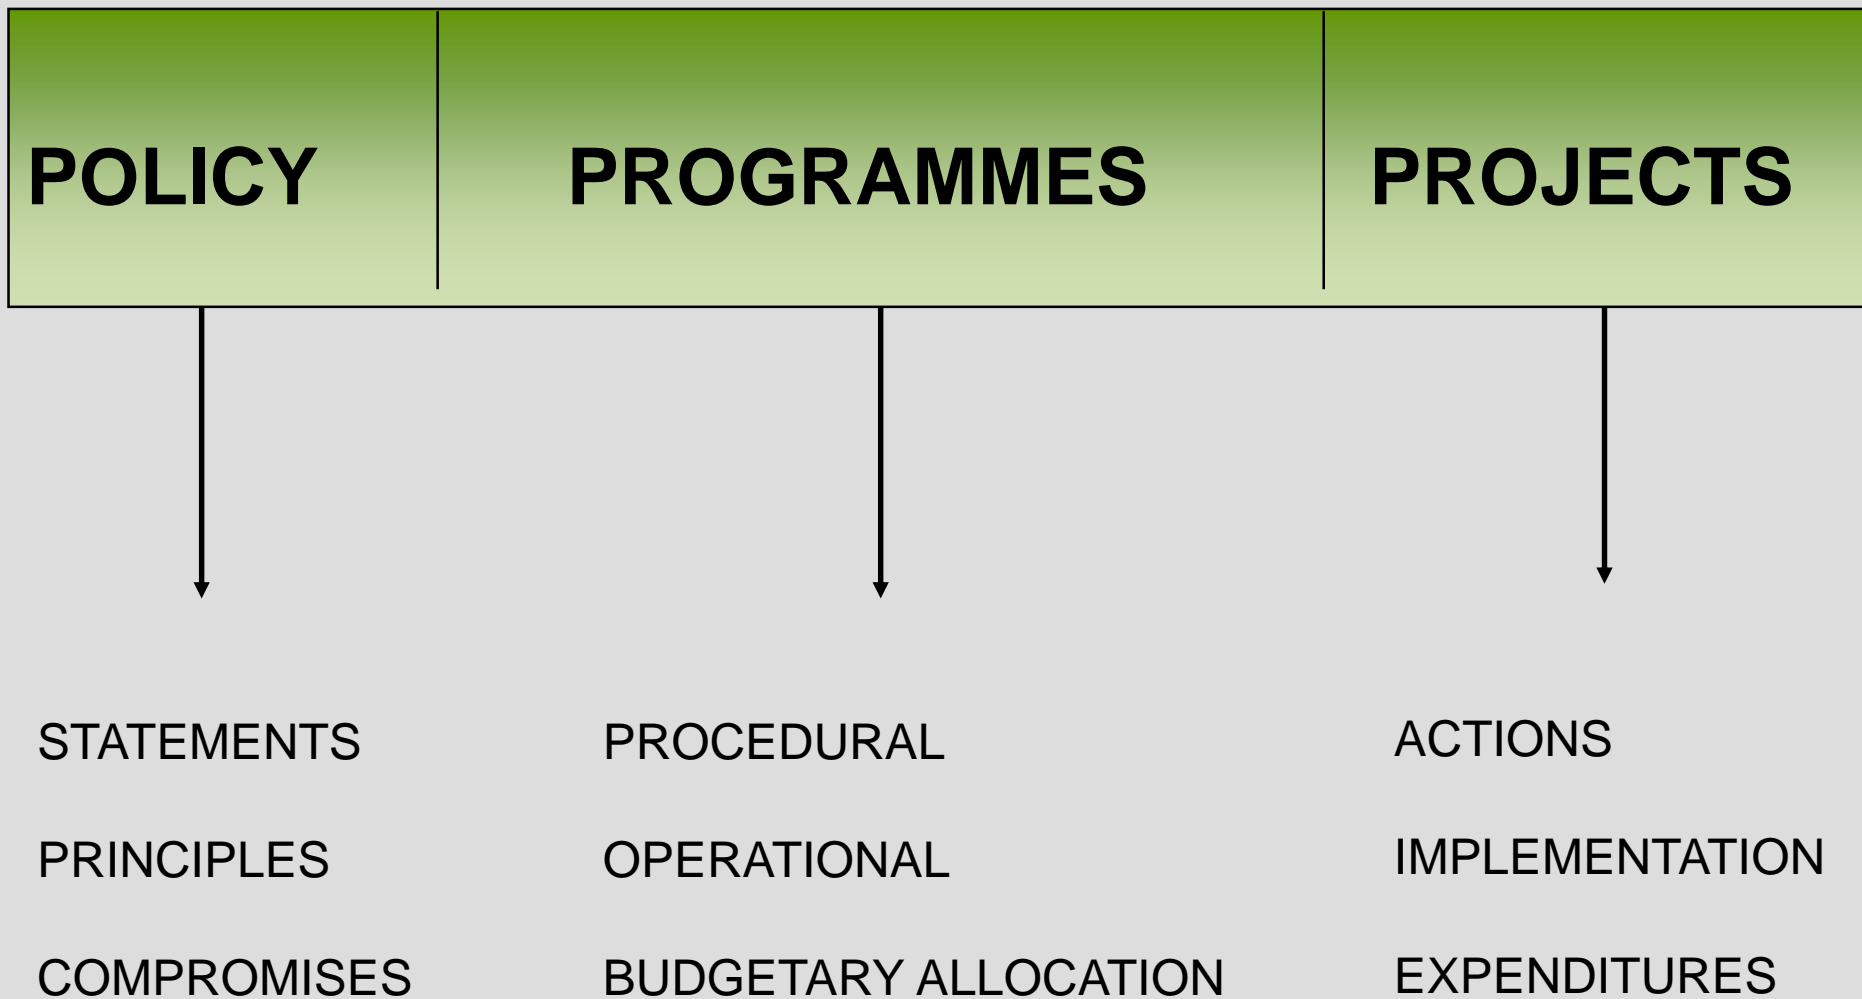 POLICY PROGRAMMES PROJECTS
STATEMENTS PROCEDURAL ACTIONS
PRINCIPLES OPERATIONAL IMPLEMENTATION
COMPROMISES BUDGETARY ALLOCATION EXPENDITURES